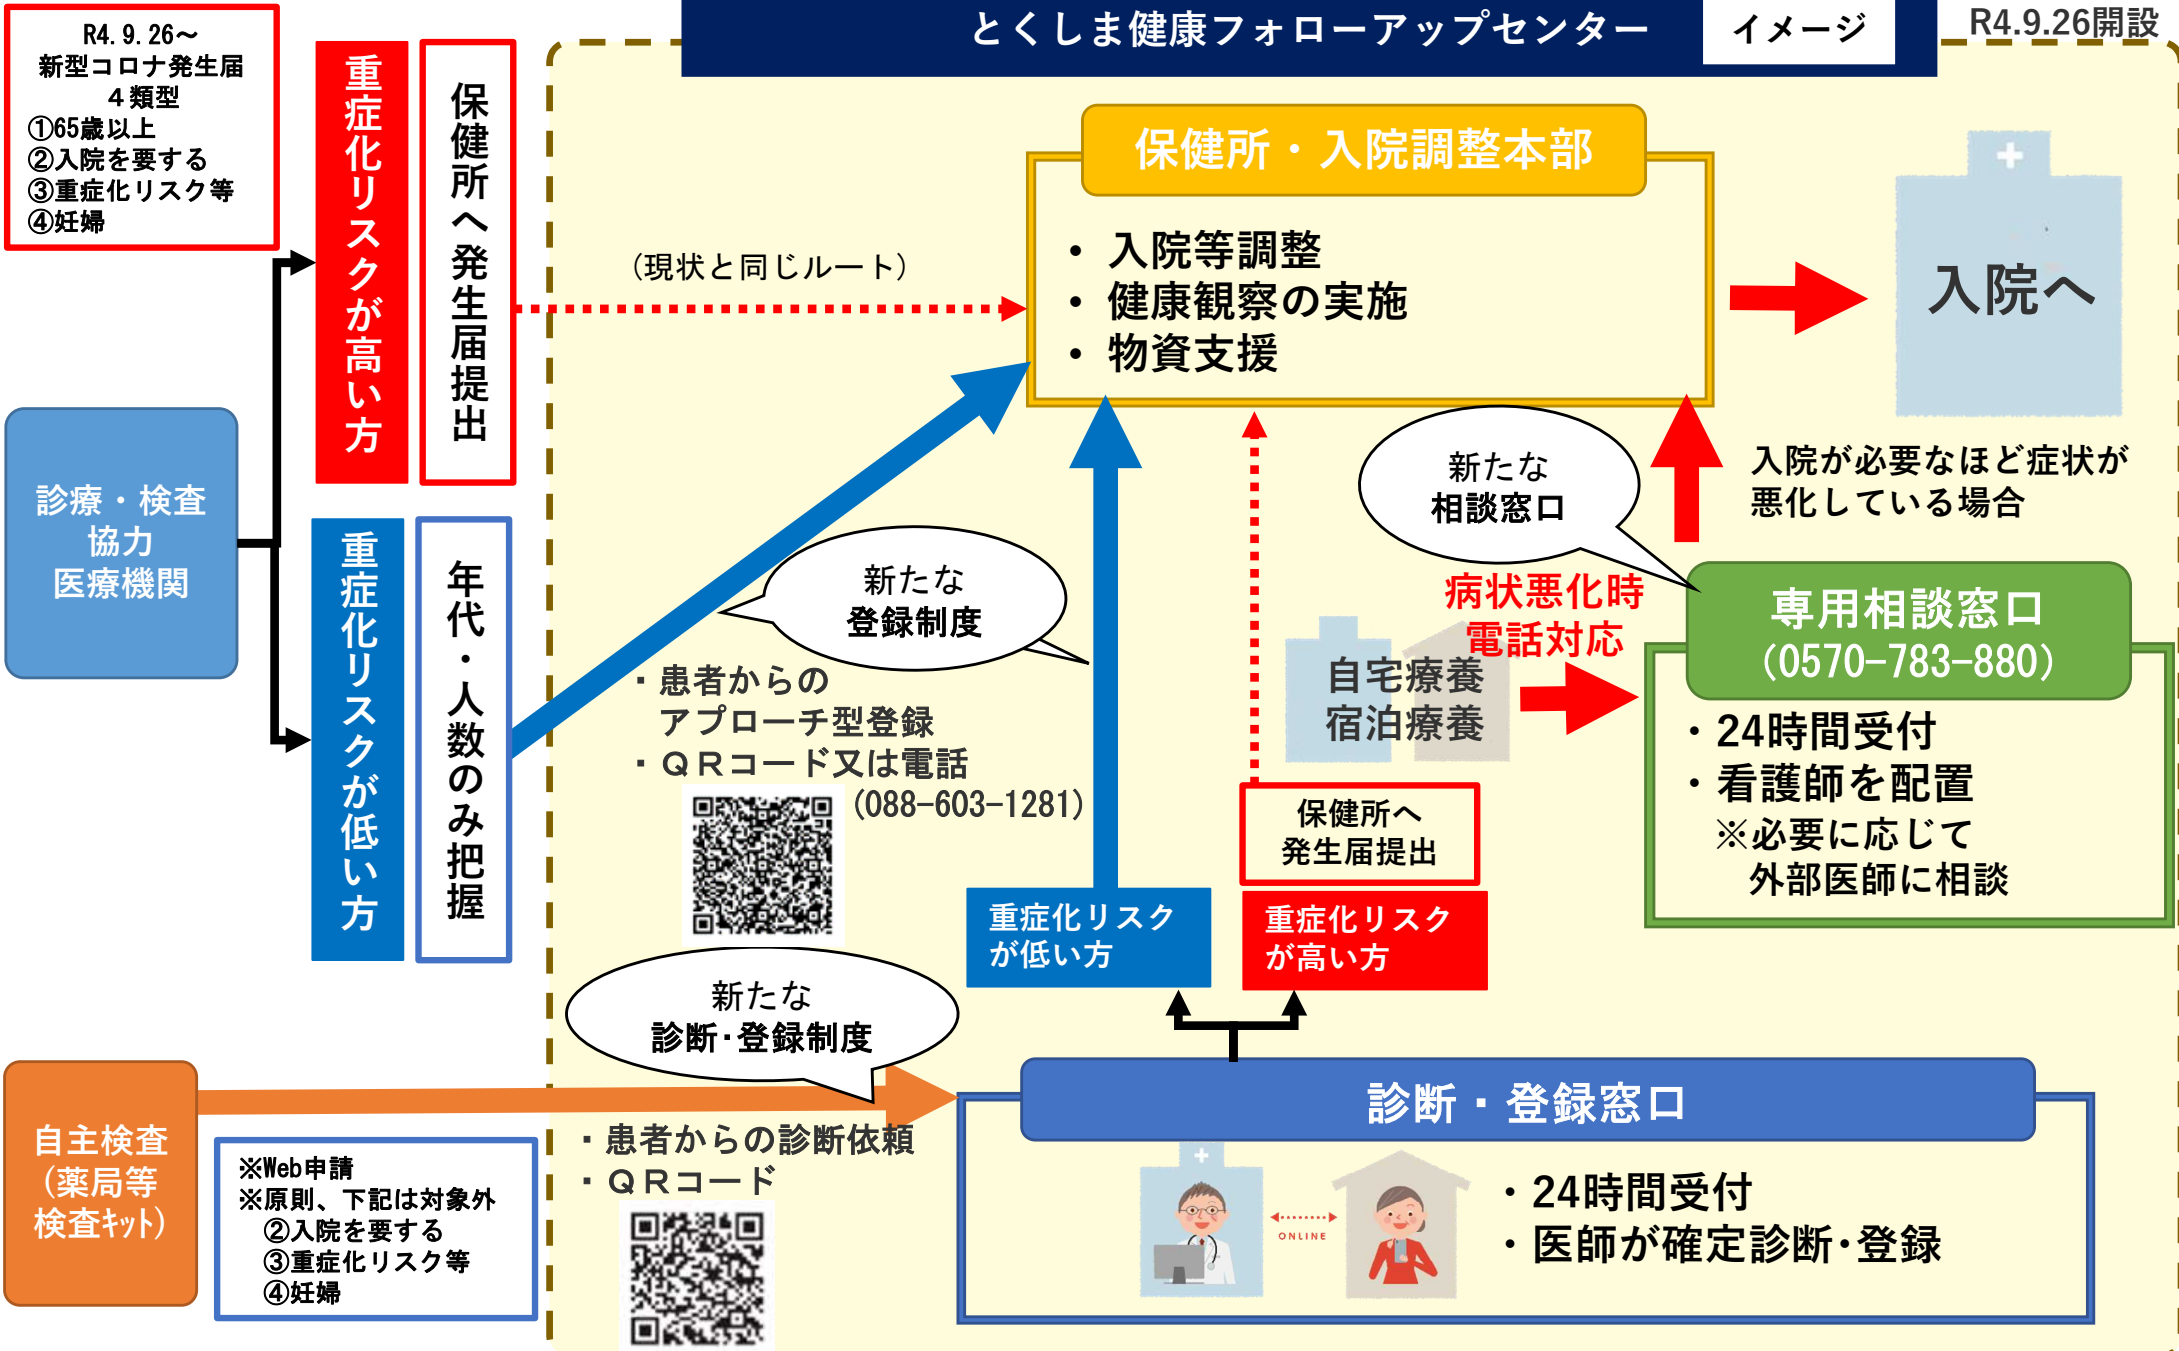 とくしま健康フォローアップセンター
イメージ
R4.9.26開設
R4.9.26～
新型コロナ発生届
４類型
①65歳以上
②入院を要する
③重症化リスク等
④妊婦
重症化リスクが高い方
保健所へ発生届提出
診療・検査
協力
医療機関
重症化リスクが低い方
年代・人数のみ把握
（現状と同じルート）
保健所・入院調整本部
・ 入院等調整
・ 健康観察の実施
・ 物資支援
入院へ
入院が必要なほど症状が
悪化している場合
新たな
相談窓口
新たな
登録制度
・患者からの
アプローチ型登録
・ＱＲコード又は電話
（088-603-1281）
病状悪化時
電話対応
自宅療養
宿泊療養
専用相談窓口
（0570-783-880）
・24時間受付
・看護師を配置
※必要に応じて
外部医師に相談
保健所へ
発生届提出
重症化リスク
が低い方
重症化リスク
が高い方
新たな
診断・登録制度
自主検査
（薬局等
検査ｷｯﾄ）
※Web申請
※原則、下記は対象外
②入院を要する
③重症化リスク等
④妊婦
・患者からの診断依頼
・ＱＲコード
診断・登録窓口
ONLINE
・24時間受付
・医師が確定診断・登録